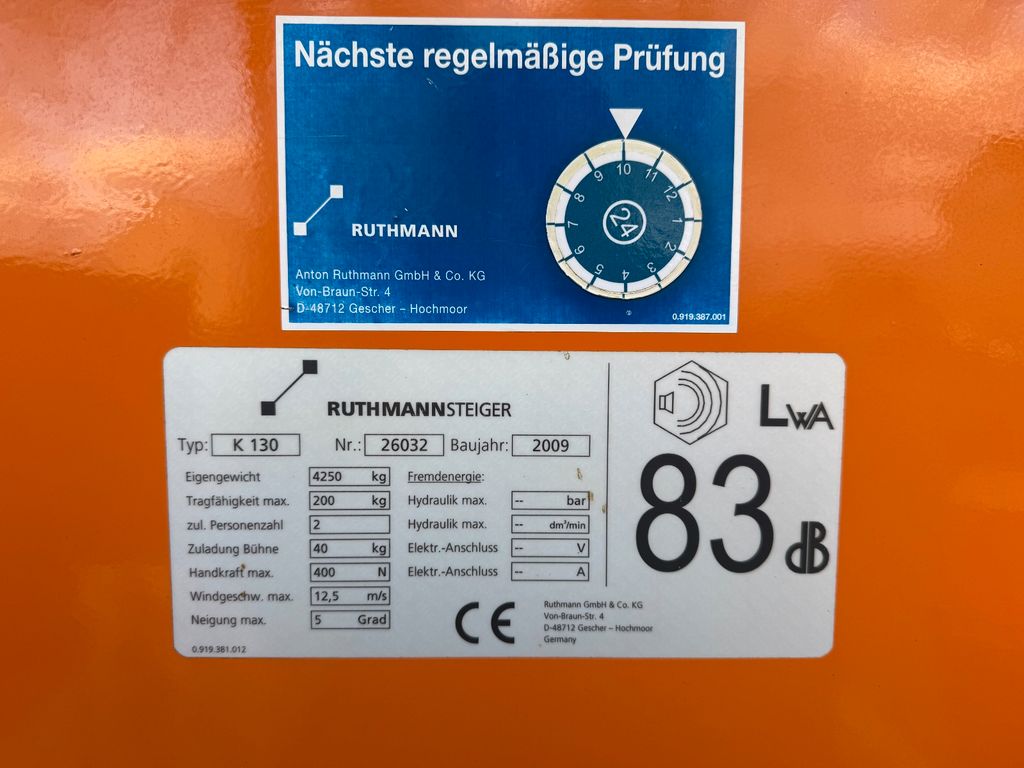 Nächste regelmäßige Prüfung
10
11
12
1
2
3
4
5
6
7
8
9
24
RUTHMANN
Anton Ruthmann GmbH & Co. KG
Von-Braun-Str. 4
D-48712 Gescher – Hochmoor
0.919.387.001
RUTHMANNSTEIGER
Typ: K 130 Nr.: 26032 Baujahr: 2009
Eigengewicht 4250 kg
Tragfähigkeit max. 200 kg
zul. Personenzahl 2
Zuladung Bühne 40 kg
Handkraft max. 400 N
Windgeschw. max. 12,5 m/s
Neigung max. 5 Grad
Fremdenergie:
Hydraulik max. -- bar
Hydraulik max. -- dm³/min
Elektr.-Anschluss -- V
Elektr.-Anschluss -- A
CE
Ruthmann GmbH & Co. KG
Von-Braun-Str. 4
D-48712 Gescher – Hochmoor
Germany
0.919.381.012
LWA
83 dB